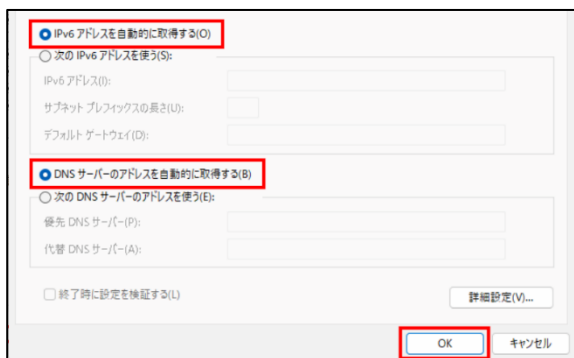 IPv6 アドレスを自動的に取得する(O)
次の IPv6 アドレスを使う(S):
IPv6 アドレス(I):
サブネット プレフィックスの長さ(U):
デフォルト ゲートウェイ(D):
DNS サーバーのアドレスを自動的に取得する(B)
次の DNS サーバーのアドレスを使う(E):
優先 DNS サーバー(P):
代替 DNS サーバー(A):
終了時に設定を検証する(L)
詳細設定(V)...
OK
キャンセル